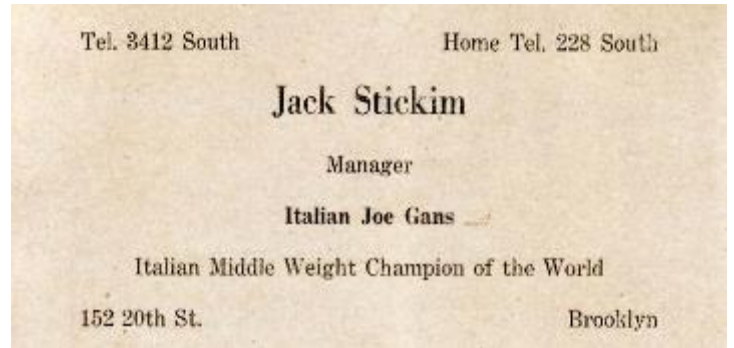 Tel. 3412 South Home Tel. 228 South
Jack Stickim
Manager
Italian Joe Gans
Italian Middle Weight Champion of the World
152 20th St. Brooklyn